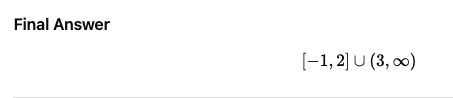 Final Answer
[−1, 2] ∪ (3, ∞)